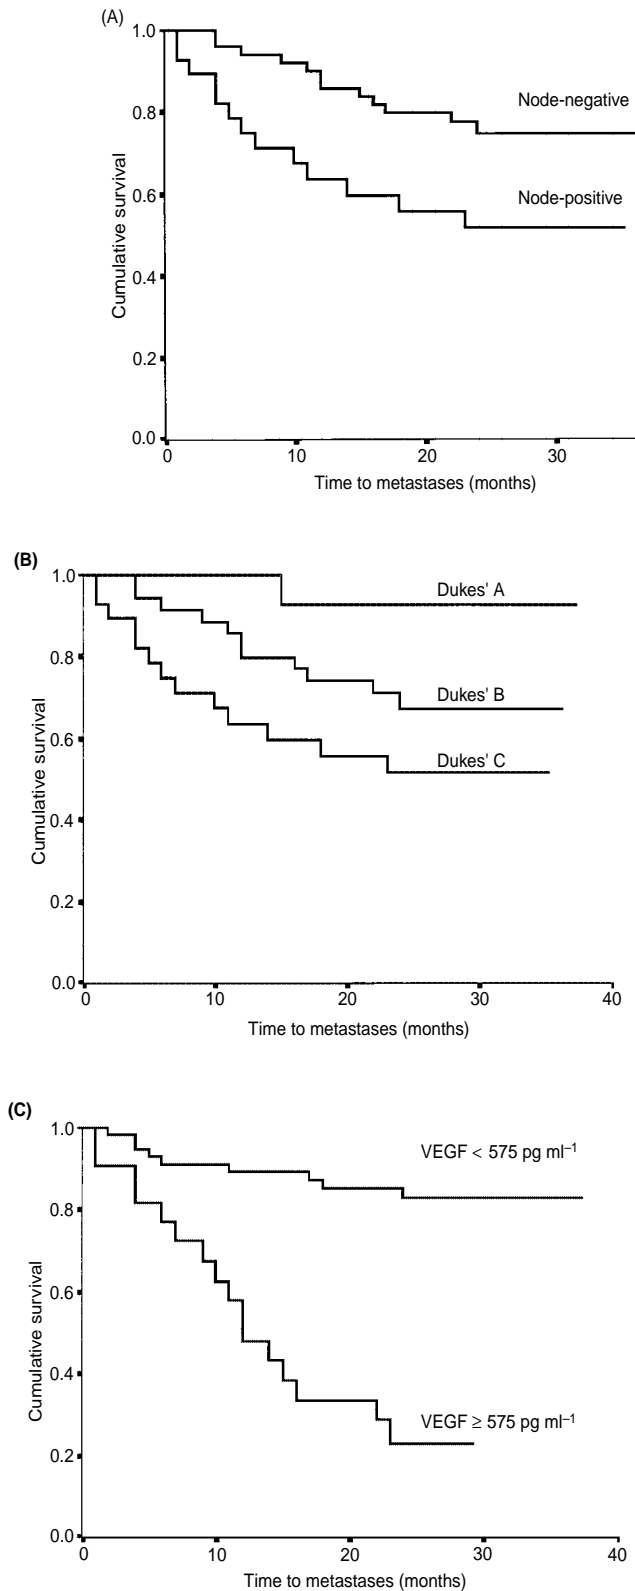 (A)
1.0
0.8
0.6
0.4
0.2
0.0
Cumulative survival
Node-negative
Node-positive
0 10 20 30
Time to metastases (months)
(B)
1.0
0.8
0.6
0.4
0.2
0.0
Cumulative survival
Dukes' A
Dukes' B
Dukes' C
0 10 20 30 40
Time to metastases (months)
(C)
1.0
0.8
0.6
0.4
0.2
0.0
Cumulative survival
VEGF < 575 pg ml⁻¹
VEGF ≥ 575 pg ml⁻¹
0 10 20 30 40
Time to metastases (months)